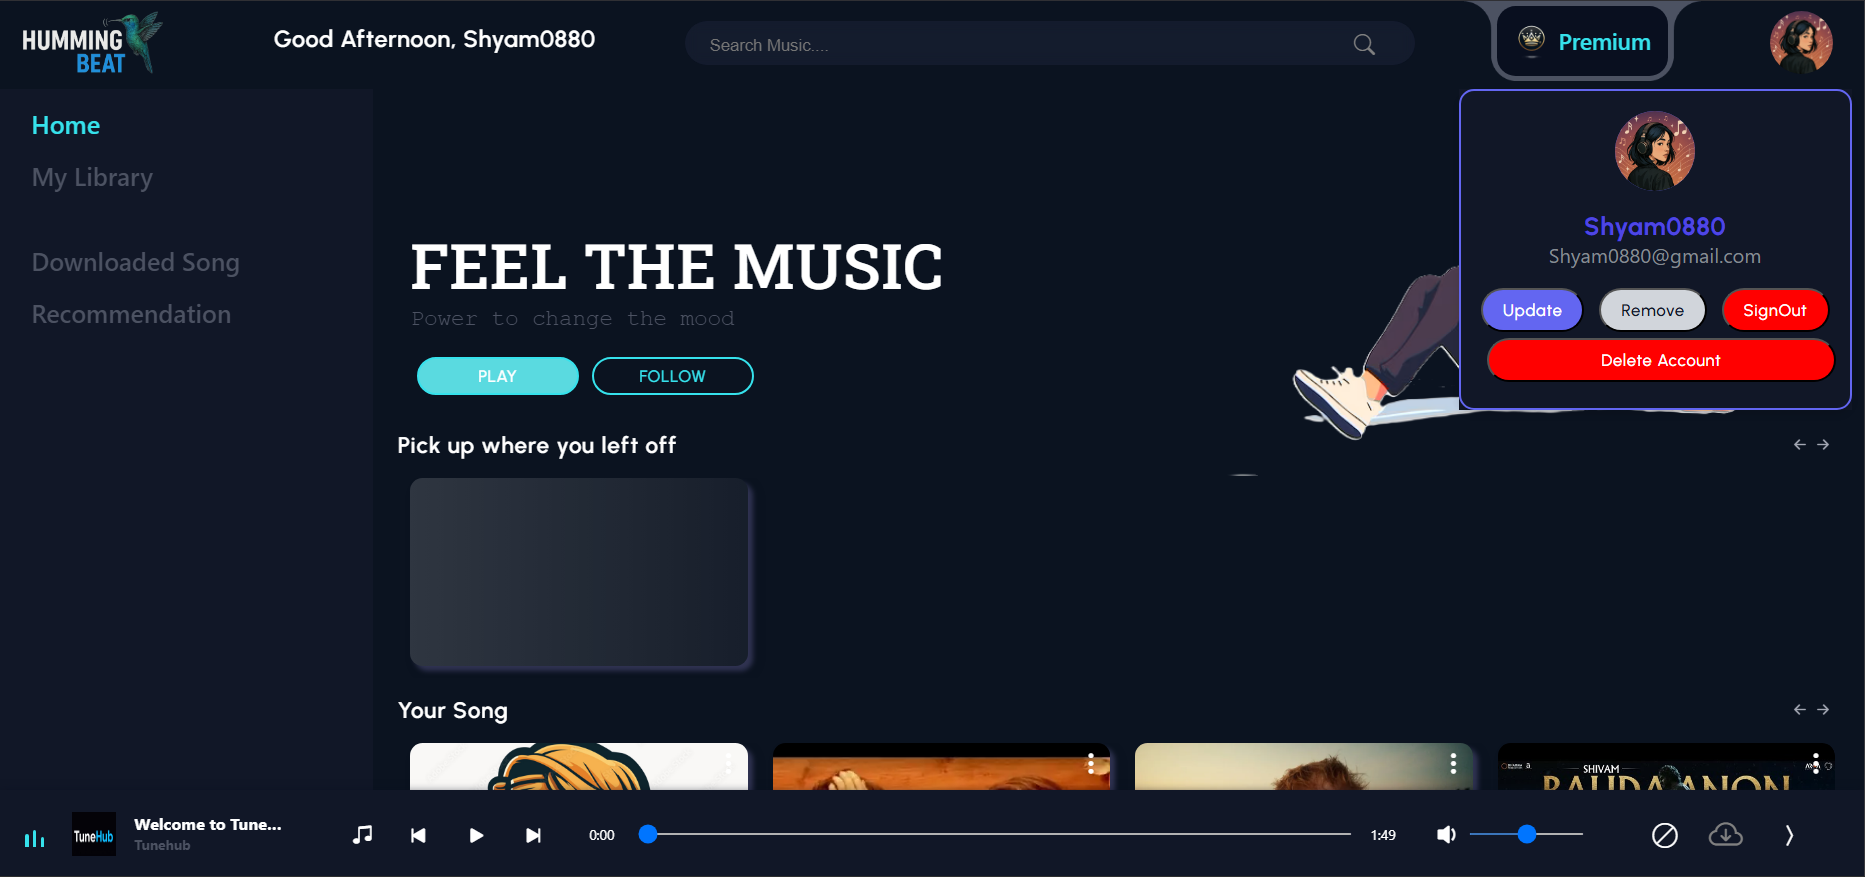 HUMMING
BEAT
Good Afternoon, Shyam0880
Search Music....
Premium
Home
My Library
Downloaded Song
Recommendation
FEEL THE MUSIC
Power to change the mood
PLAY
FOLLOW
Shyam0880
Shyam0880@gmail.com
Update
Remove
SignOut
Delete Account
Pick up where you left off
Your Song
SHIVAM
TuneHub
Welcome to Tune...
Tunehub
0:00
1:49